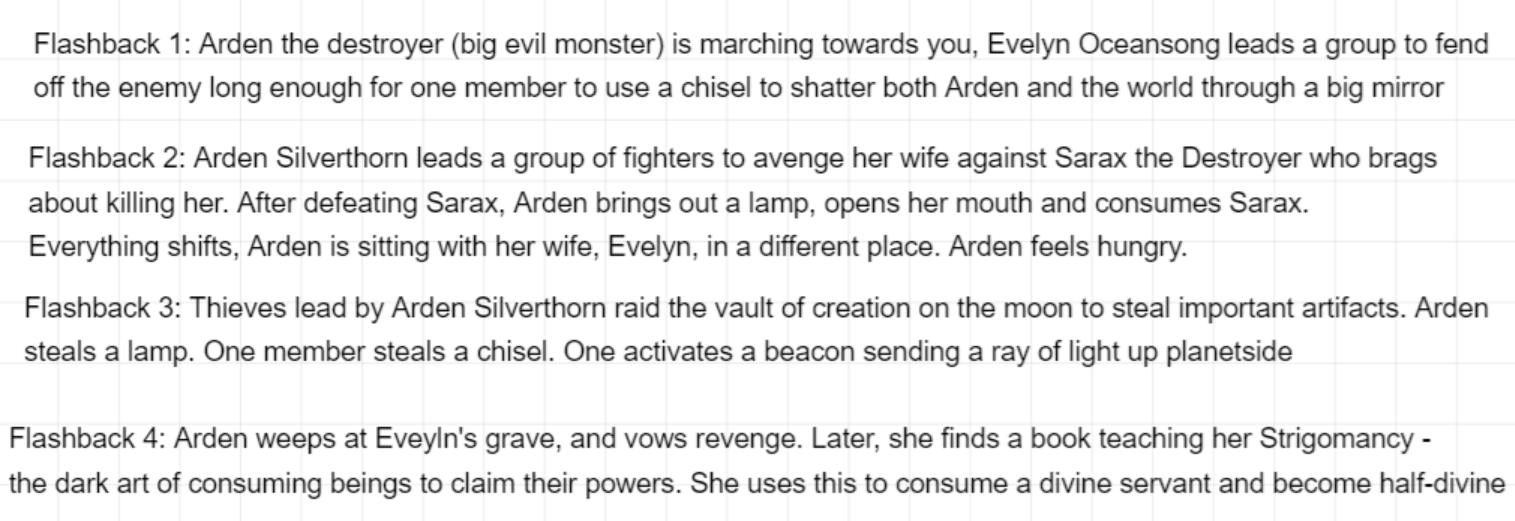 Flashback 1: Arden the destroyer (big evil monster) is marching towards you, Evelyn Oceansong leads a group to fend
off the enemy long enough for one member to use a chisel to shatter both Arden and the world through a big mirror
Flashback 2: Arden Silverthorn leads a group of fighters to avenge her wife against Sarax the Destroyer who brags
about killing her. After defeating Sarax, Arden brings out a lamp, opens her mouth and consumes Sarax.
Everything shifts, Arden is sitting with her wife, Evelyn, in a different place. Arden feels hungry.
Flashback 3: Thieves lead by Arden Silverthorn raid the vault of creation on the moon to steal important artifacts. Arden
steals a lamp. One member steals a chisel. One activates a beacon sending a ray of light up planetside
Flashback 4: Arden weeps at Eveyln's grave, and vows revenge. Later, she finds a book teaching her Strigomancy -
the dark art of consuming beings to claim their powers. She uses this to consume a divine servant and become half-divine